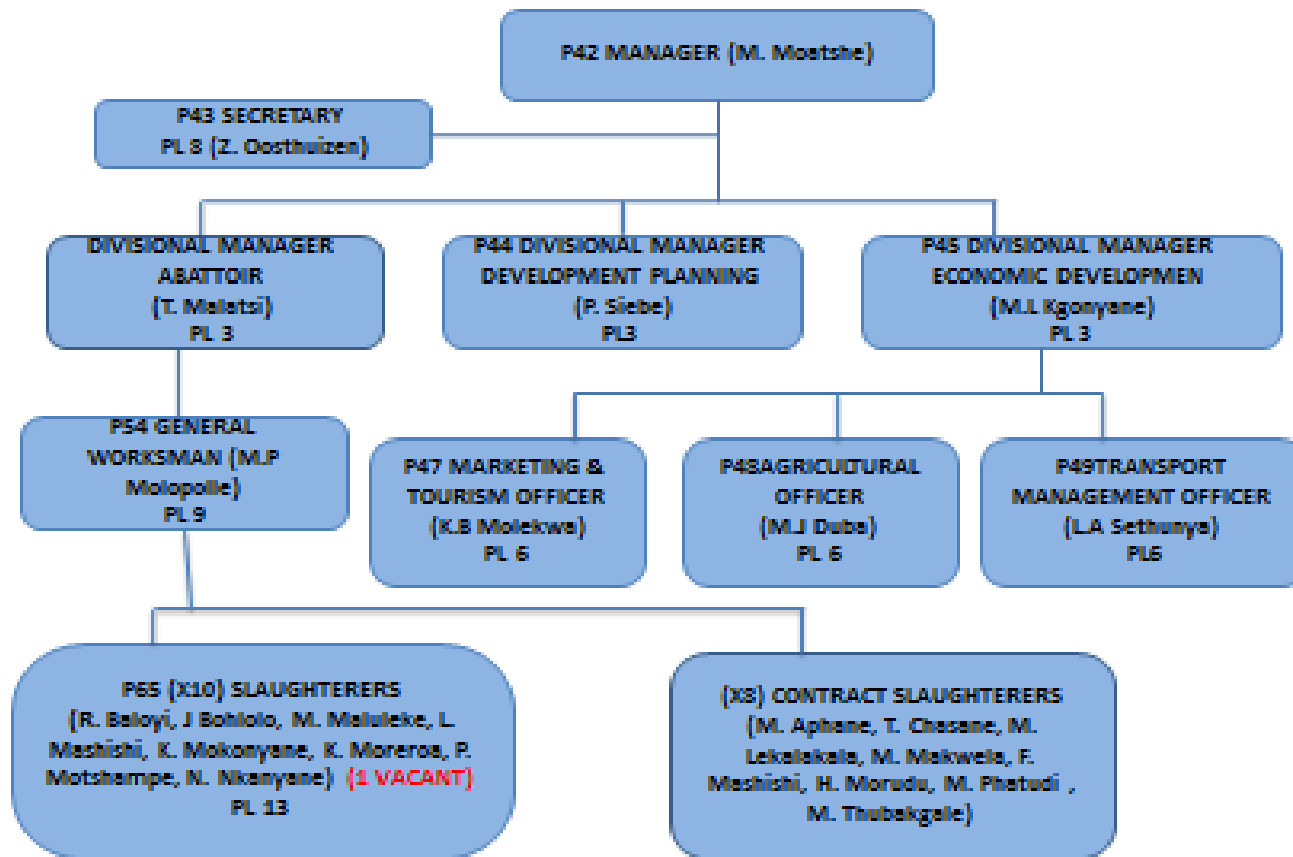 P42 MANAGER (M. Moatshe)
P43 SECRETARY
PL 8 (Z. Oosthuizen)
DIVISIONAL MANAGER
ABATTOIR
(T. Malatsi)
PL 3
P44 DIVISIONAL MANAGER
DEVELOPMENT PLANNING
(P. Siebe)
PL3
P45 DIVISIONAL MANAGER
ECONOMIC DEVELOPMEN
(M.L Kgonyane)
PL 3
P54 GENERAL
WORKSMAN (M.P
Molopolle)
PL 9
P47 MARKETING &
TOURISM OFFICER
(K.B Molekwa)
PL 6
P48AGRICULTURAL
OFFICER
(M.J Duba)
PL 6
P49TRANSPORT
MANAGEMENT OFFICER
(L.A Sethunya)
PL6
P65 (X10) SLAUGHTERERS
(R. Baloyi, J Bohlolo, M. Maluleke, L.
Mashishi, K. Mokonyane, K. Moreroa, P.
Motshampe, N. Nkanyane) (1 VACANT)
PL 13
(X8) CONTRACT SLAUGHTERERS
(M. Aphane, T. Chasane, M.
Lekalakala, M. Makwela, F.
Mashishi, H. Morudu, M. Phatudi ,
M. Thubakgale)